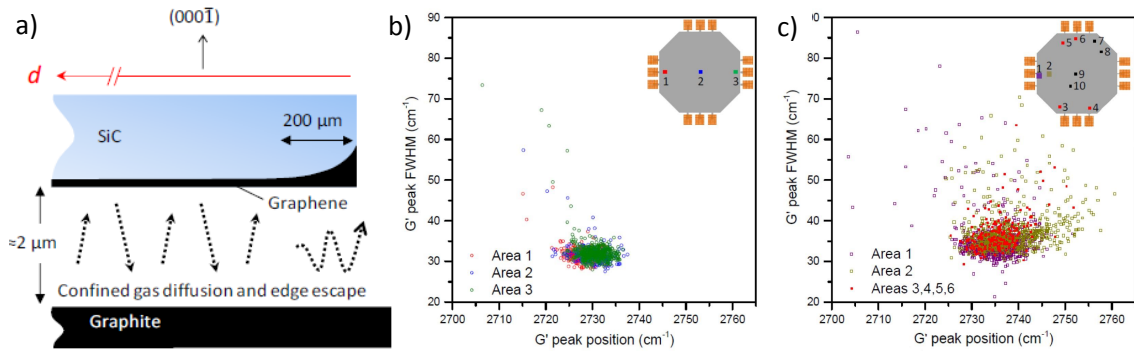 a)
(0001̄)
d
200 μm
SiC
Graphene
≈2 μm
Confined gas diffusion and edge escape
Graphite
b)
90
80
70
60
50
40
30
20
G' peak FWHM (cm⁻¹)
1
2
3
Area 1
Area 2
Area 3
2700 2710 2720 2730 2740 2750 2760
G' peak position (cm⁻¹)
c)
80
70
60
50
40
30
20
G' peak FWHM (cm⁻¹)
1
2
3
4
5
6
7
8
9
10
Area 1
Area 2
Areas 3,4,5,6
2700 2710 2720 2730 2740 2750 2760
G' peak position (cm⁻¹)